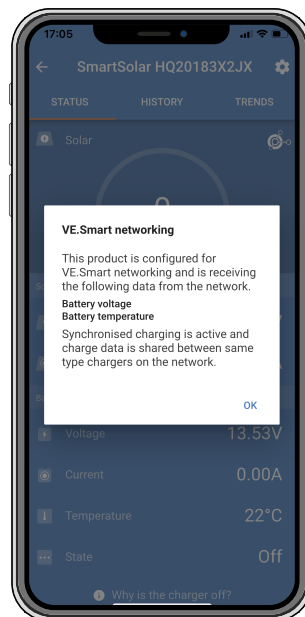 17:05
SmartSolar HQ20183X2JX
STATUS HISTORY TRENDS
Solar
VE.Smart networking
This product is configured for
VE.Smart networking and is receiving
the following data from the network.
Battery voltage
Battery temperature
Synchronised charging is active and
charge data is shared between same
type chargers on the network.
OK
Voltage 13.53V
Current 0.00A
Temperature 22°C
State Off
Why is the charger off?